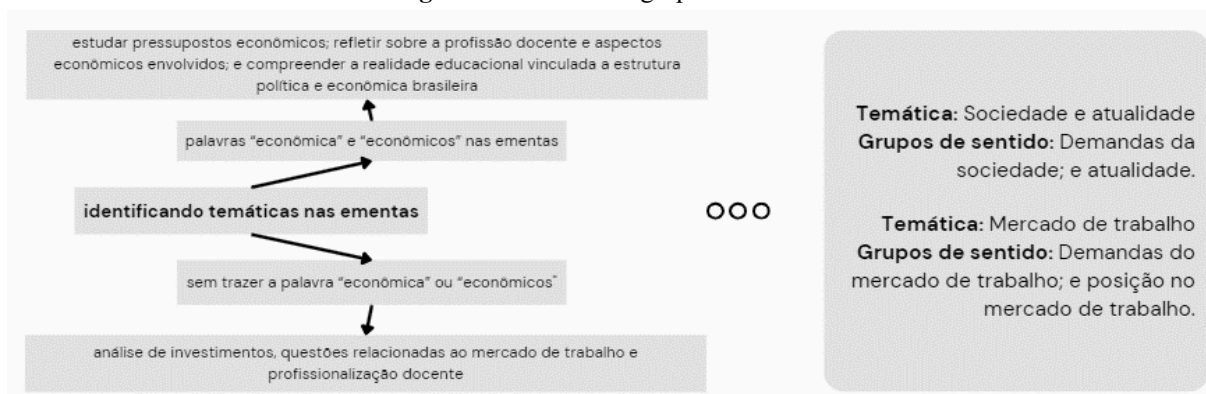 estudar pressupostos econômicos; refletir sobre a profissão docente e aspectos
econômicos envolvidos; e compreender a realidade educacional vinculada a estrutura
política e econômica brasileira
palavras “econômica” e “econômicos” nas ementas
identificando temáticas nas ementas
sem trazer a palavra “econômica” ou “econômicos”
análise de investimentos, questões relacionadas ao mercado de trabalho e
profissionalização docente
Temática: Sociedade e atualidade
Grupos de sentido: Demandas da
sociedade; e atualidade.
Temática: Mercado de trabalho
Grupos de sentido: Demandas do
mercado de trabalho; e posição no
mercado de trabalho.